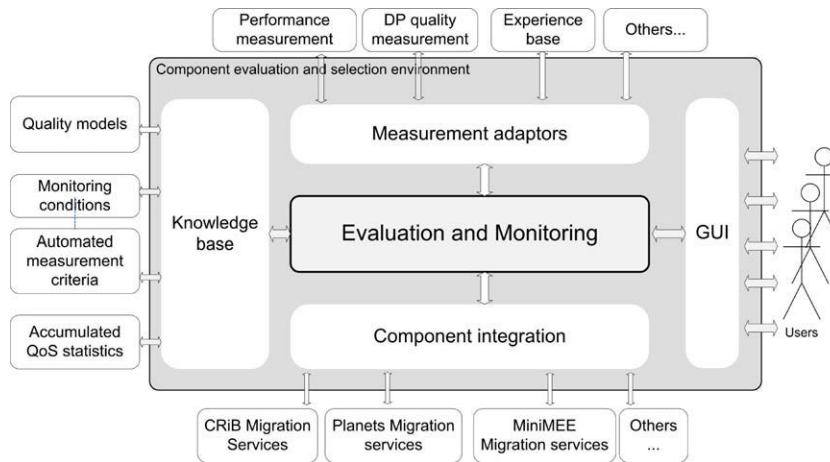 Performance
measurement
DP quality
measurement
Experience
base
Others...
Component evaluation and selection environment
Quality models
Monitoring
conditions
Automated
measurement
criteria
Accumulated
QoS statistics
Knowledge
base
Measurement adaptors
Evaluation and Monitoring
Component integration
GUI
Users
CRiB Migration
Services
Planets Migration
services
MiniMEE
Migration services
Others
...